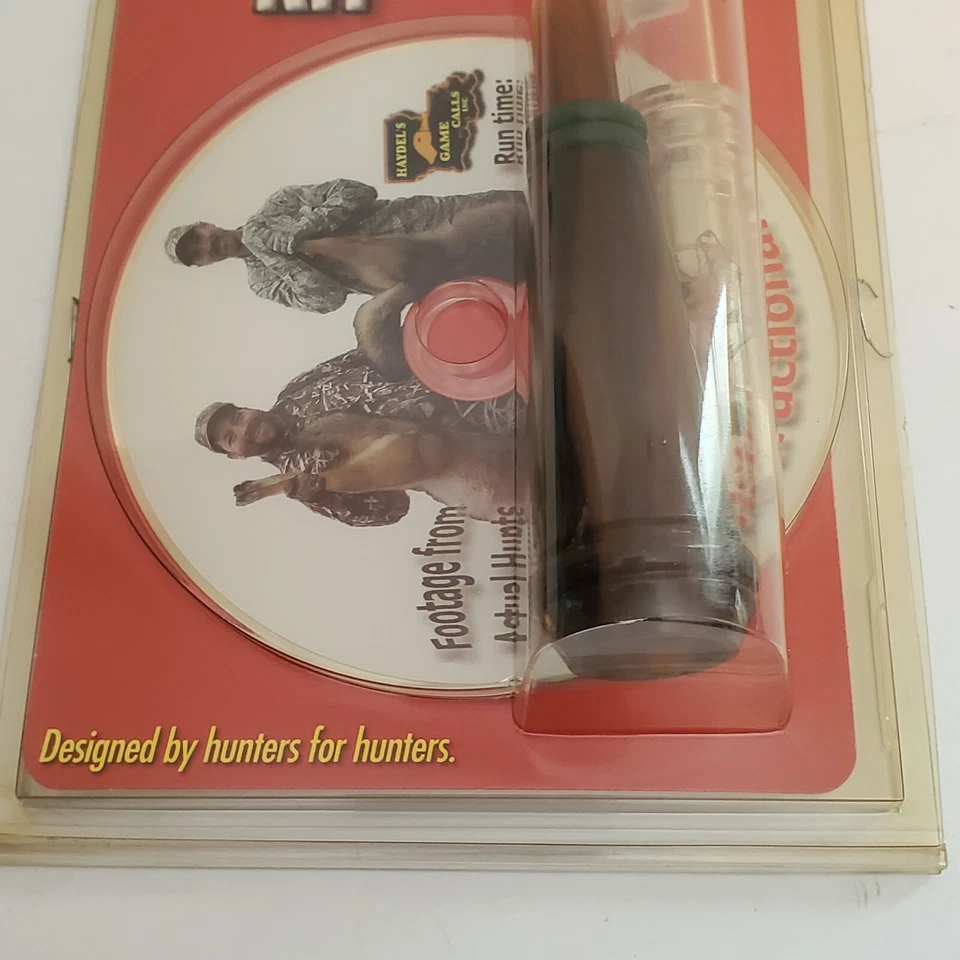 HAYDEL'S
GAME
CALLS
INC
Run time:
Footage from
Actual Hunts
Designed by hunters for hunters.